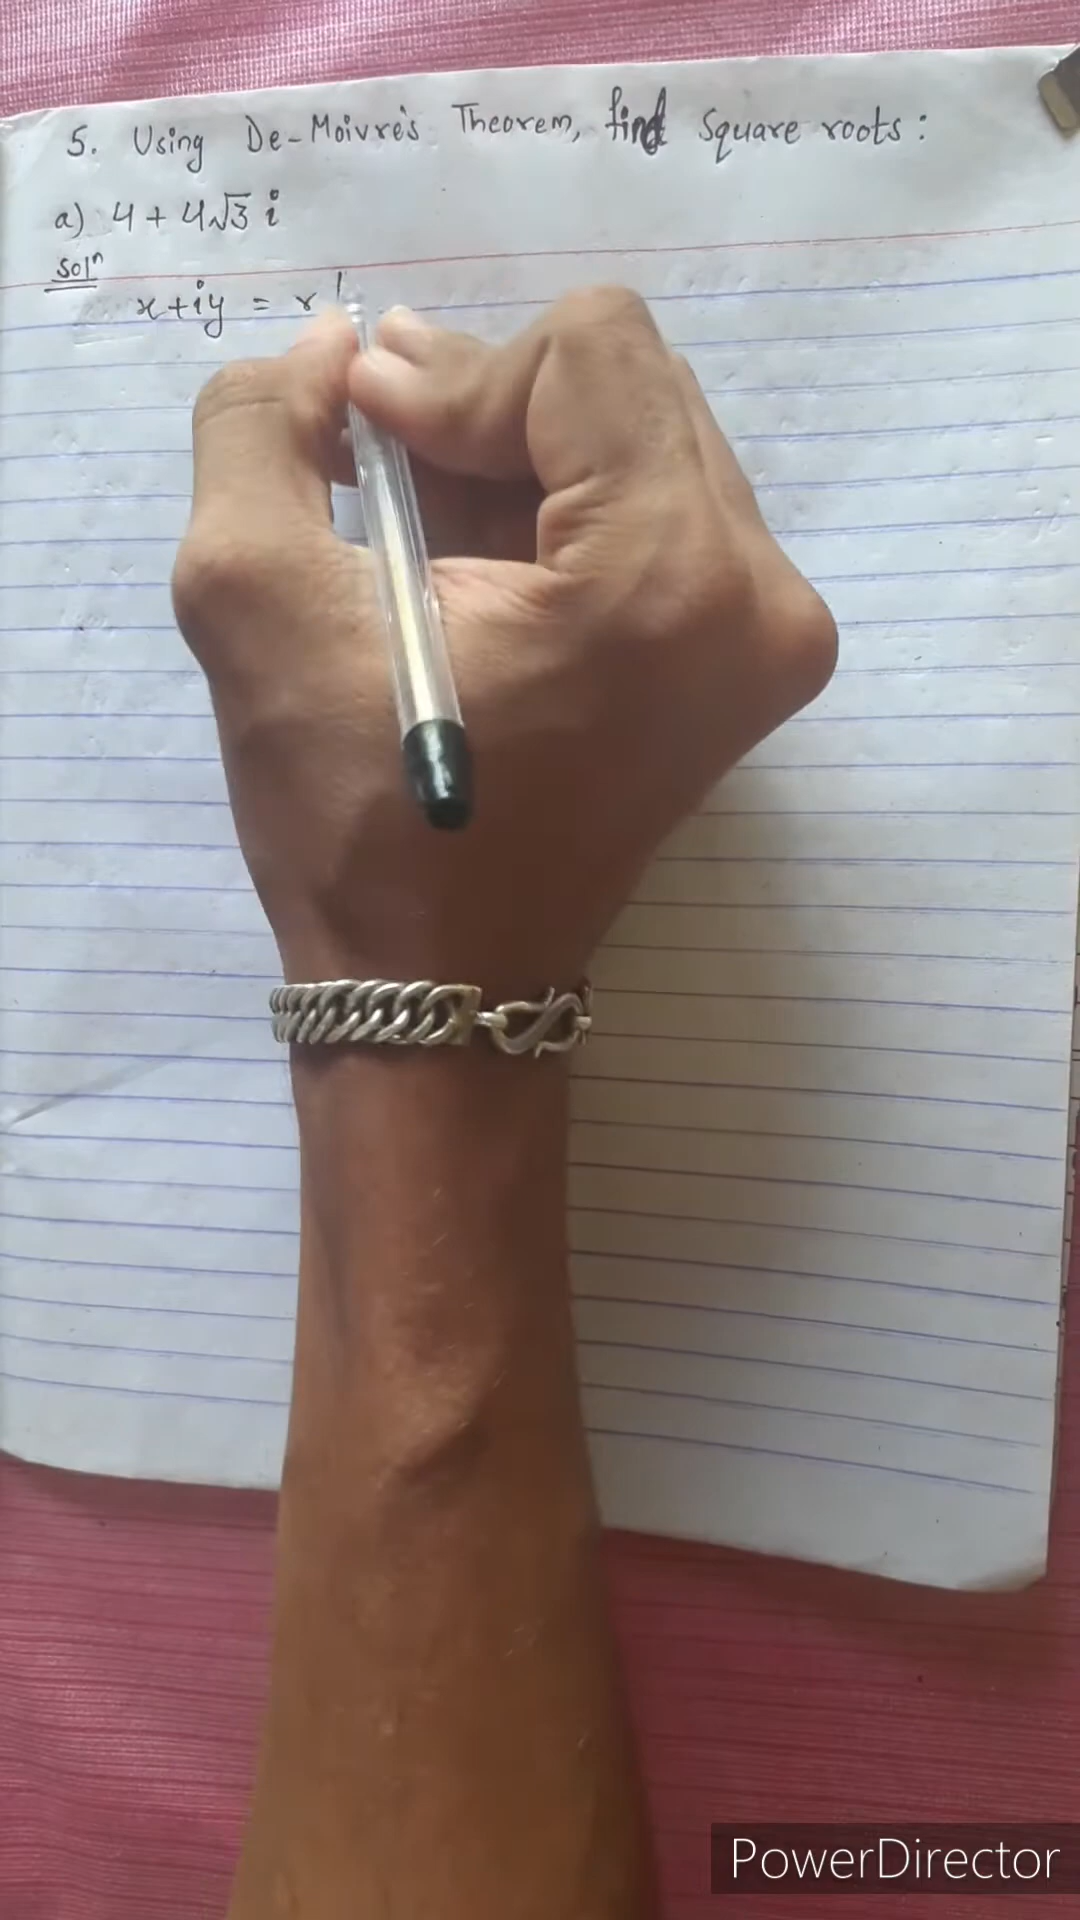 5. Using De-Moivre's Theorem, find Square roots:
a) 4 + 4√3 i
Solⁿ
x+iy = r
PowerDirector